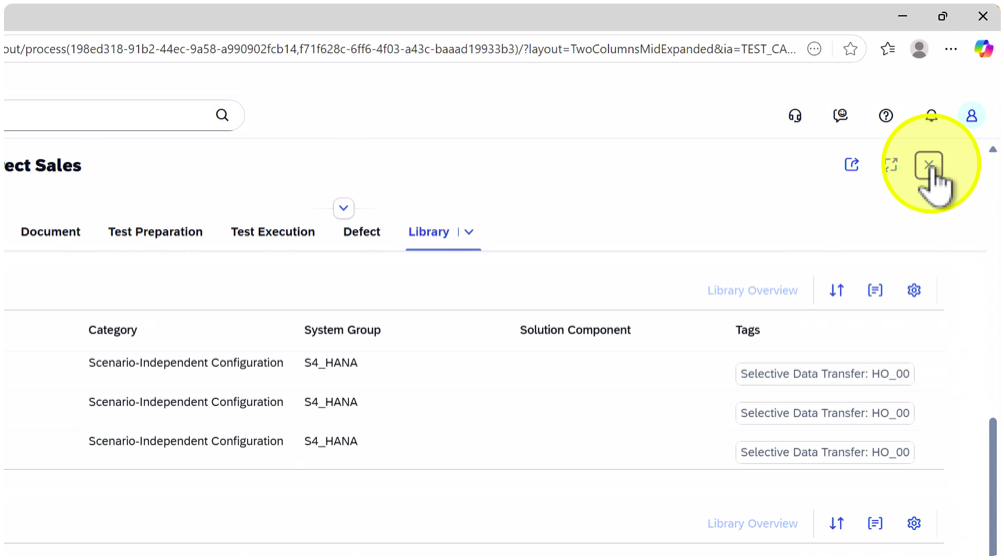 out/process(198ed318-91b2-44ec-9a58-a990902fcb14,f71f628c-6ff6-4f03-a43c-baaad19933b3)/?layout=TwoColumnsMidExpanded&ia=TEST_CA...
ect Sales
Document Test Preparation Test Execution Defect Library
Library Overview
Category System Group Solution Component Tags
Scenario-Independent Configuration S4_HANA Selective Data Transfer: HO_00
Scenario-Independent Configuration S4_HANA Selective Data Transfer: HO_00
Scenario-Independent Configuration S4_HANA Selective Data Transfer: HO_00
Library Overview